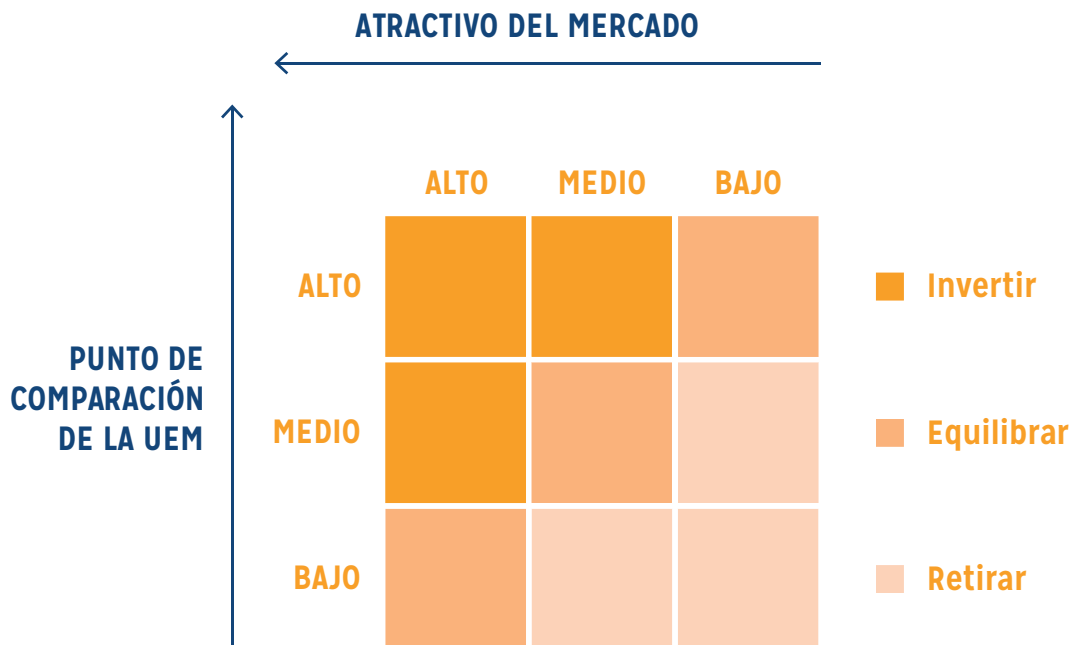 ATRACTIVO DEL MERCADO
ALTO MEDIO BAJO
ALTO
Invertir
PUNTO DE
COMPARACIÓN
DE LA UEM
MEDIO
Equilibrar
BAJO
Retirar